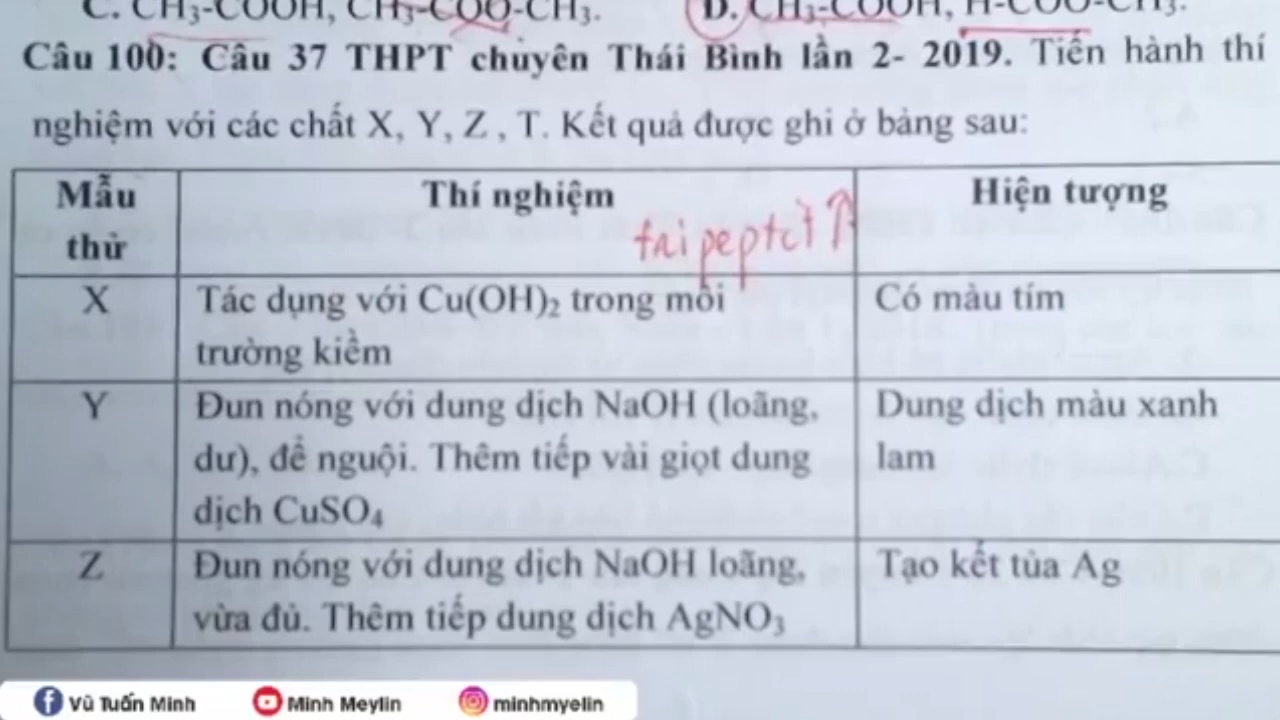 C. CH₃-COOH, CH₃-COO-CH₃. D. CH₃-COOH, H-COO-CH₃.
Câu 100: Câu 37 THPT chuyên Thái Bình lần 2- 2019. Tiến hành thí
nghiệm với các chất X, Y, Z , T. Kết quả được ghi ở bảng sau:
Mẫu thử
Thí nghiệm
Hiện tượng
tripeptit ↑
X
Tác dụng với Cu(OH)₂ trong môi
trường kiềm
Có màu tím
Y
Đun nóng với dung dịch NaOH (loãng,
dư), để nguội. Thêm tiếp vài giọt dung
dịch CuSO₄
Dung dịch màu xanh
lam
Z
Đun nóng với dung dịch NaOH loãng,
vừa đủ. Thêm tiếp dung dịch AgNO₃
Tạo kết tủa Ag
Vũ Tuấn Minh Minh Meylin minhmyelin